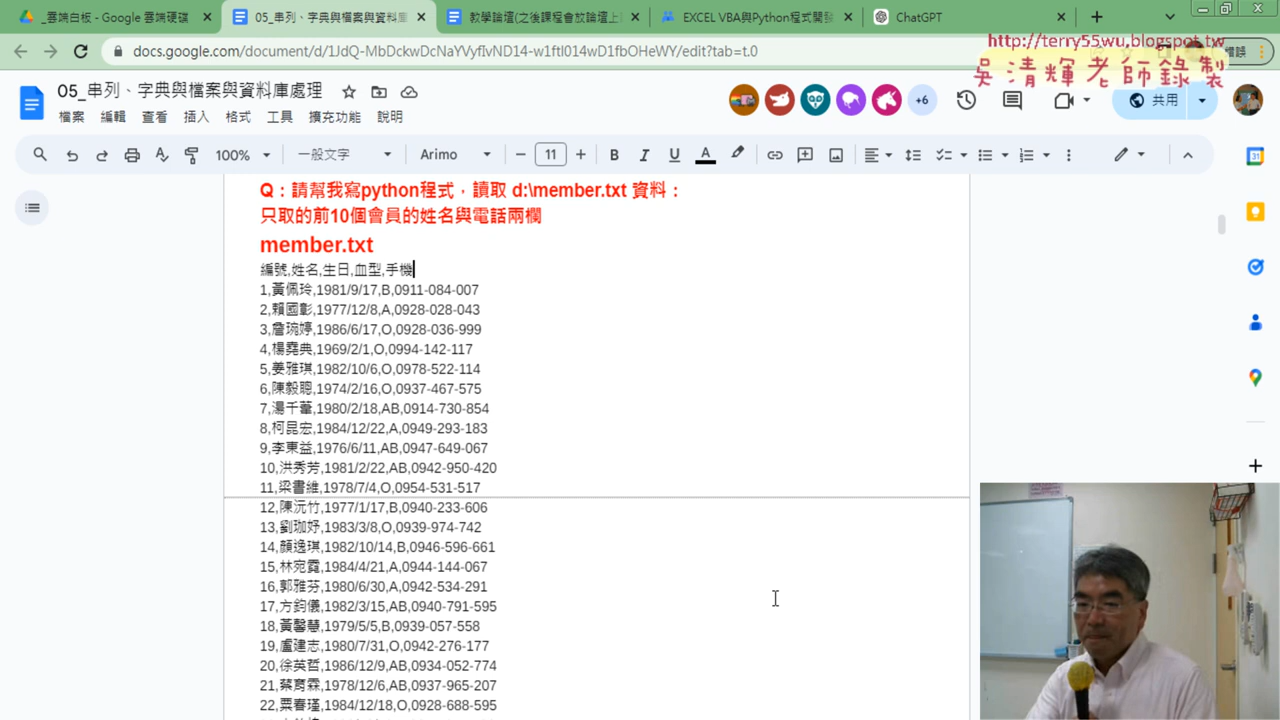 _雲端白板 - Google 雲端硬碟
05_串列、字典與檔案與資料庫
教學論壇(之後課程會放論壇上
EXCEL VBA與Python程式開發
ChatGPT
docs.google.com/document/d/1JdQ-MbDckwDcNaYVyfIvND14-w1ftl014wD1fbOHeWY/edit?tab=t.0
http://terry55wu.blogspot.tw
吳清輝老師錄製
05_串列、字典與檔案與資料庫處理
+6
共用
檔案 編輯 查看 插入 格式 工具 擴充功能 說明
100% 一般文字 Arimo 11
Q：請幫我寫python程式，讀取 d:\member.txt 資料：
只取的前10個會員的姓名與電話兩欄
member.txt
編號,姓名,生日,血型,手機
1,黃佩玲,1981/9/17,B,0911-084-007
2,賴國彰,1977/12/8,A,0928-028-043
3,詹琬婷,1986/6/17,O,0928-036-999
4,楊堯典,1969/2/1,O,0994-142-117
5,姜雅琪,1982/10/6,O,0978-522-114
6,陳毅聰,1974/2/16,O,0937-467-575
7,湯千葦,1980/2/18,AB,0914-730-854
8,柯昆宏,1984/12/22,A,0949-293-183
9,李東益,1976/6/11,AB,0947-649-067
10,洪秀芳,1981/2/22,AB,0942-950-420
11,梁書維,1978/7/4,O,0954-531-517
12,陳沅竹,1977/1/17,B,0940-233-606
13,劉珈妤,1983/3/8,O,0939-974-742
14,顏逸琪,1982/10/14,B,0946-596-661
15,林宛霓,1984/4/21,A,0944-144-067
16,郭雅芬,1980/6/30,A,0942-534-291
17,方鈞儀,1982/3/15,AB,0940-791-595
18,黃馨慧,1979/5/5,B,0939-057-558
19,盧建志,1980/7/31,O,0942-276-177
20,徐英哲,1986/12/9,AB,0934-052-774
21,蔡育霖,1978/12/6,AB,0937-965-207
22,粟春瑾,1984/12/18,O,0928-688-595